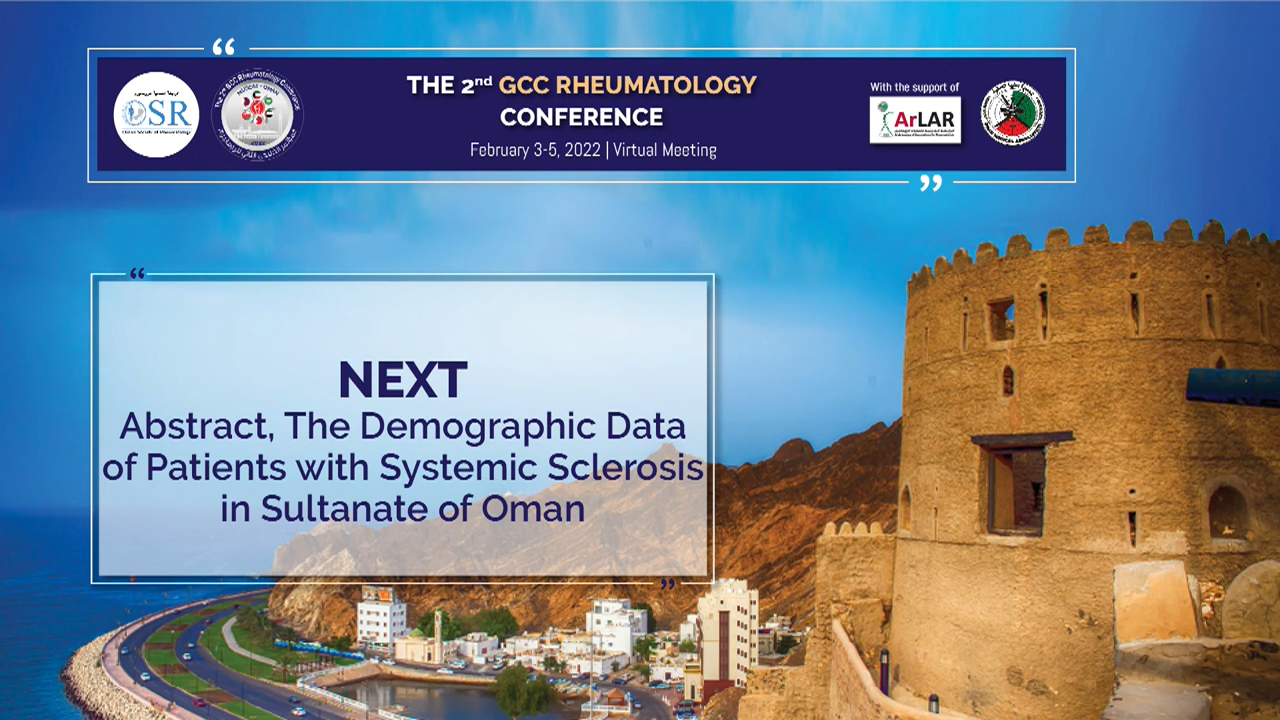 THE 2nd GCC RHEUMATOLOGY
CONFERENCE
February 3-5, 2022 | Virtual Meeting
OSR
With the support of
ArLAR
NEXT
Abstract, The Demographic Data
of Patients with Systemic Sclerosis
in Sultanate of Oman